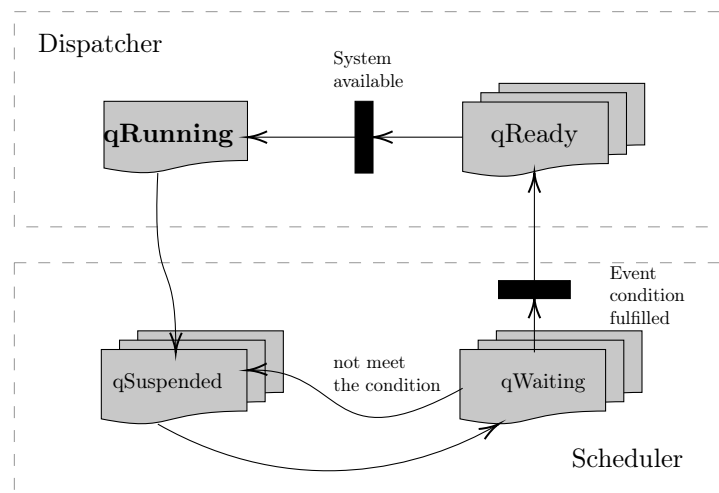 Dispatcher
System
available
qRunning
qReady
Event
condition
fulfilled
not meet
the condition
qSuspended
qWaiting
Scheduler